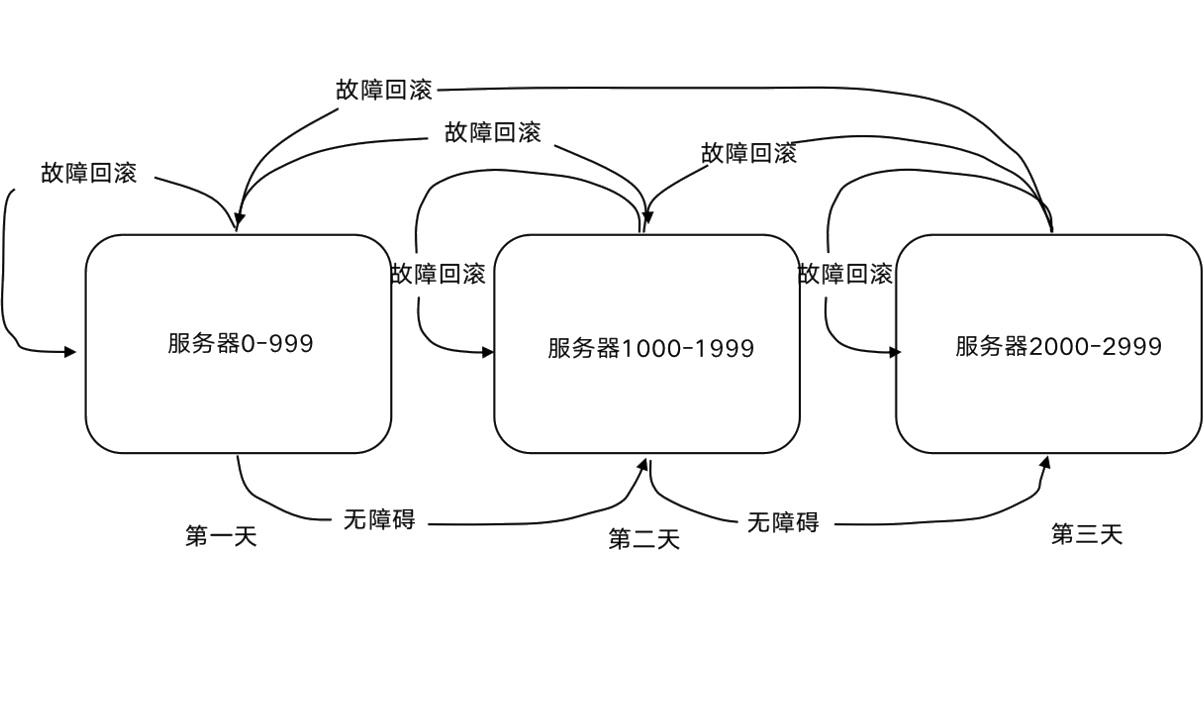 故障回滚
故障回滚
故障回滚
故障回滚
故障回滚
故障回滚
服务器0-999
服务器1000-1999
服务器2000-2999
无障碍
无障碍
第一天
第二天
第三天